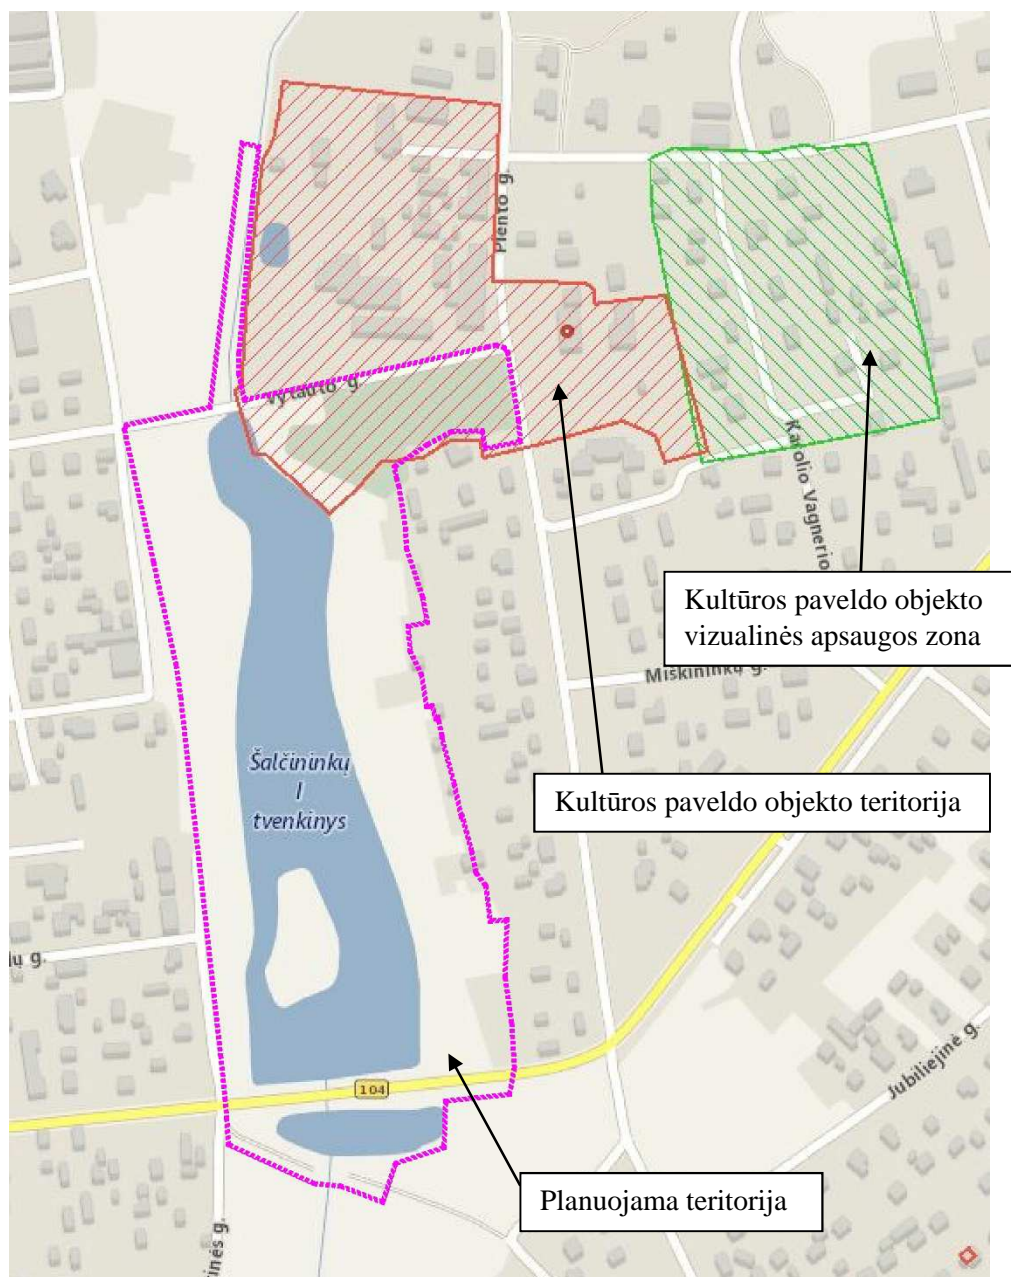 Plento g.
Vytauto g.
Karolio Vagnerio
Kultūros paveldo objekto
vizualinės apsaugos zona
Miškininkų g.
Šalčininkų
I
tvenkinys
Kultūros paveldo objekto teritorija
ų g.
Jubiliejinė g.
104
Planuojama teritorija
inės g.